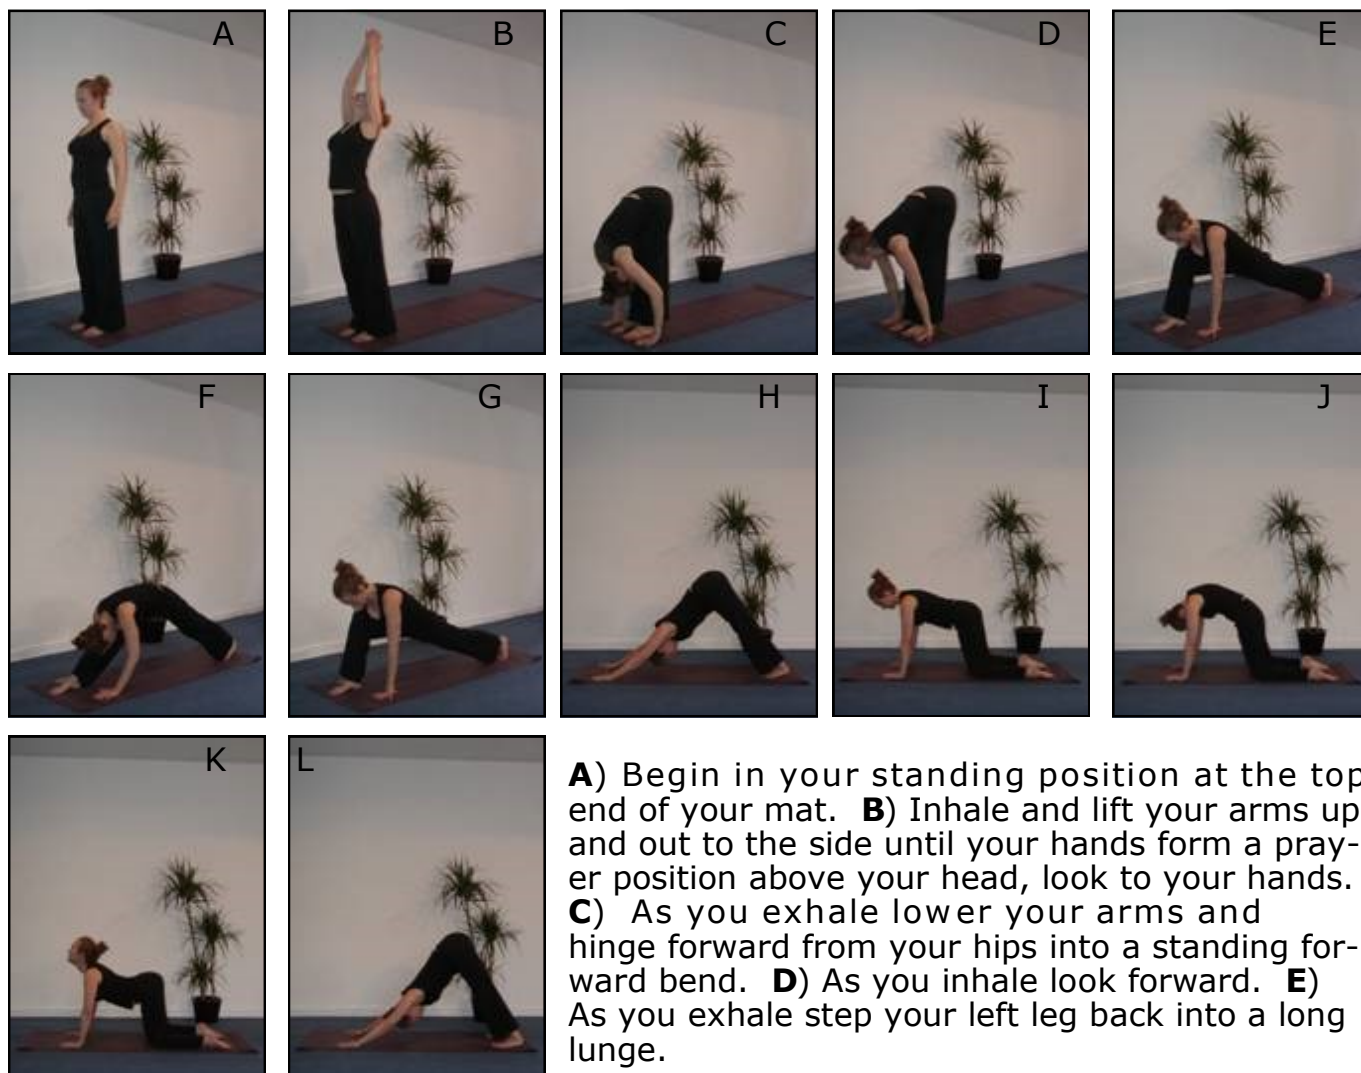 A
B
C
D
E
F
G
H
I
J
K
L
A) Begin in your standing position at the top
end of your mat. B) Inhale and lift your arms up
and out to the side until your hands form a pray-
er position above your head, look to your hands.
C) As you exhale lower your arms and
hinge forward from your hips into a standing for-
ward bend. D) As you inhale look forward. E)
As you exhale step your left leg back into a long
lunge.